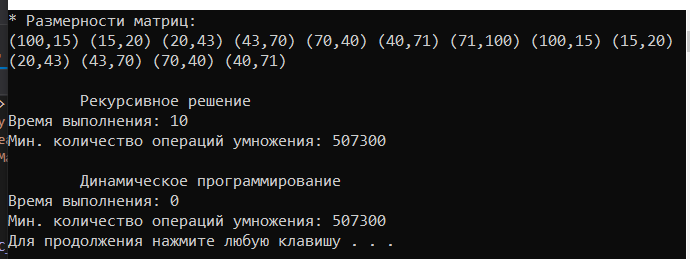 * Размерности матриц:
(100,15) (15,20) (20,43) (43,70) (70,40) (40,71) (71,100) (100,15) (15,20)
(20,43) (43,70) (70,40) (40,71)
Рекурсивное решение
Время выполнения: 10
Мин. количество операций умножения: 507300
Динамическое программирование
Время выполнения: 0
Мин. количество операций умножения: 507300
Для продолжения нажмите любую клавишу . . .